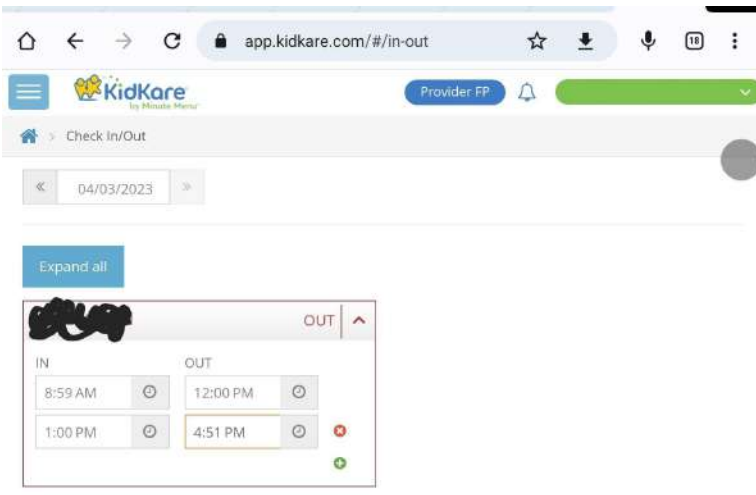 app.kidkare.com/#/in-out
18
KidKare
by Minute Menu
Provider FP
Check In/Out
04/03/2023
Expand all
OUT
IN OUT
8:59 AM 12:00 PM
1:00 PM 4:51 PM